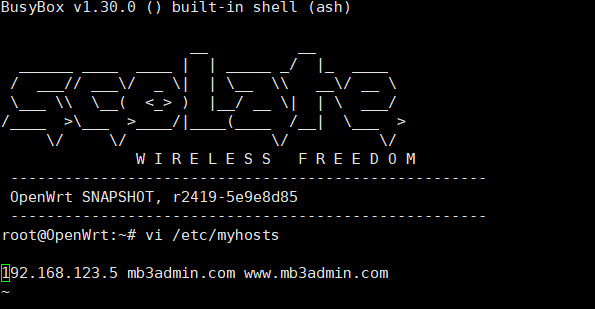 BusyBox v1.30.0 () built-in shell (ash)
W I R E L E S S   F R E E D O M
-----------------------------------------------------
OpenWrt SNAPSHOT, r2419-5e9e8d85
-----------------------------------------------------
root@OpenWrt:~# vi /etc/myhosts
192.168.123.5 mb3admin.com www.mb3admin.com
~